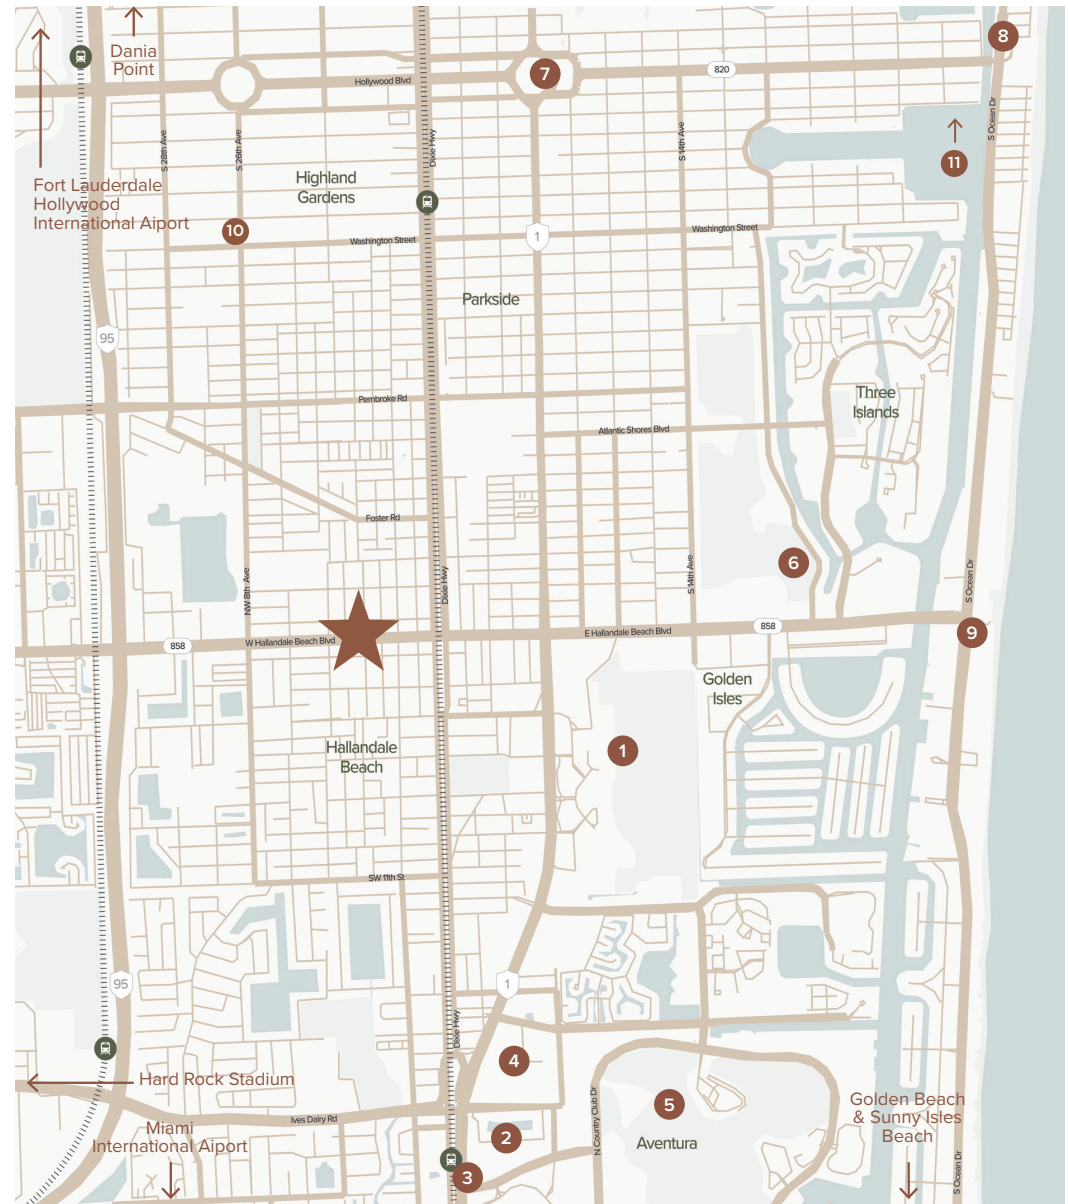 8
Dania
Point
7
820
Hollywood Blvd
S 28th Ave
S 26th Ave
Dixie Hwy
S 14th Ave
S Ocean Dr
11
Highland
Gardens
Fort Lauderdale
Hollywood
International Aiport
10
Washington Street
1
Washington Street
Parkside
95
Pembroke Rd
Three
Islands
Atlantic Shores Blvd
Foster Rd
NW 8th Ave
Dixie Hwy
S 14th Ave
6
S Ocean Dr
858
W Hallandale Beach Blvd
E Hallandale Beach Blvd
858
9
Golden
Isles
Hallandale
Beach
1
SW 11th St
95
1
Dixie Hwy
4
Hard Rock Stadium
5
N Country Club Dr
Golden Beach
& Sunny Isles
Beach
Ives Dairy Rd
Miami
International Aiport
2
Aventura
3
S Ocean Dr